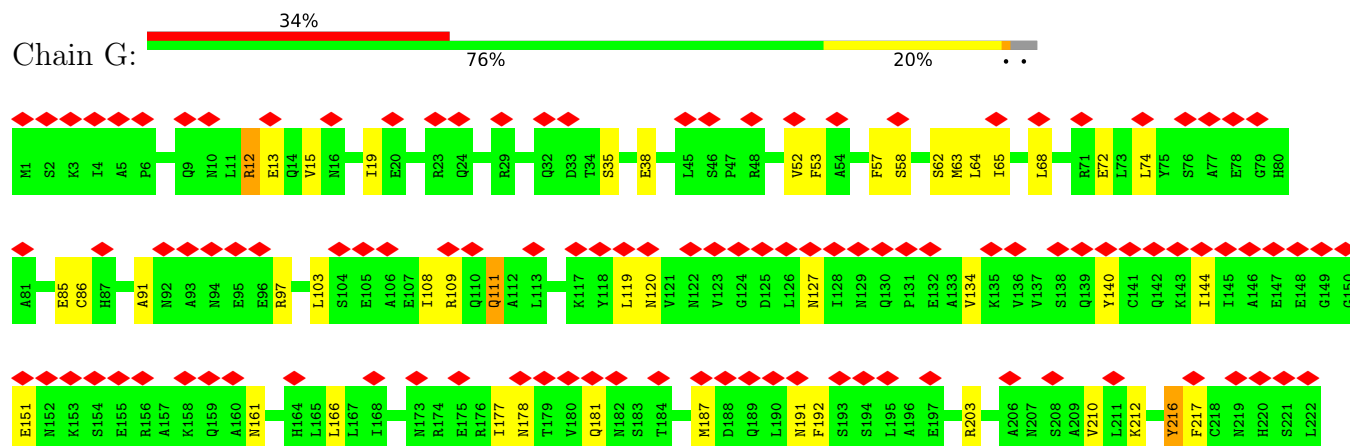 34%
Chain G:
76% 20% • •
M1 S2 K3 I4 A5 P6 Q9 N10 L11 R12 E13 Q14 V15 N16 I19 E20 R23 Q24 R29 Q32 D33 T34 S35 E38 L45 S46 P47 R48 V52 F53 A54 F57 S58 S62 M63 L64 I65 L68 R71 E72 L73 L74 Y75 S76 A77 E78 G79 H80
A81 E85 C86 H87 A91 N92 A93 N94 E95 E96 R97 L103 S104 E105 A106 E107 I108 R109 Q110 Q111 A112 L113 K117 Y118 L119 N120 V121 N122 V123 G124 D125 L126 N127 I128 N129 Q130 P131 E132 A133 V134 K135 V136 V137 S138 Q139 Y140 C141 Q142 K143 I144 I145 A146 E147 E148 G149 G150
E151 N152 K153 S154 E155 R156 A157 K158 Q159 A160 N161 H164 L165 L166 L167 I168 N173 R174 E175 R176 I177 N178 T179 V180 Q181 N182 S183 T184 M187 D188 Q189 L190 N191 F192 S193 S194 L195 A196 E197 R203 A206 N207 S208 A209 V210 L211 K212 Y216 F217 C218 N219 H220 S221 L222